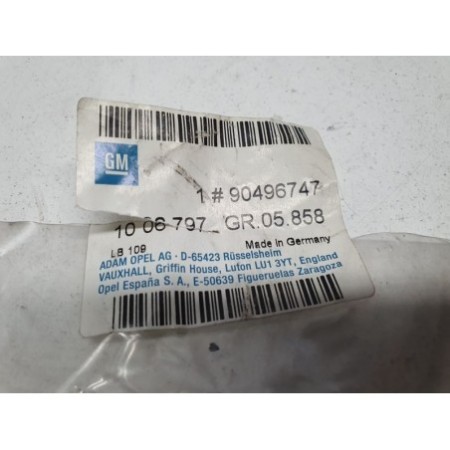 GM
1 # 90496747
10 06 797 GR.05.858
LB 109 Made in Germany
ADAM OPEL AG - D-65423 Rüsselsheim
VAUXHALL, Griffin House, Luton LU1 3YT, England
Opel España S. A., E-50639 Figueruelas Zaragoza